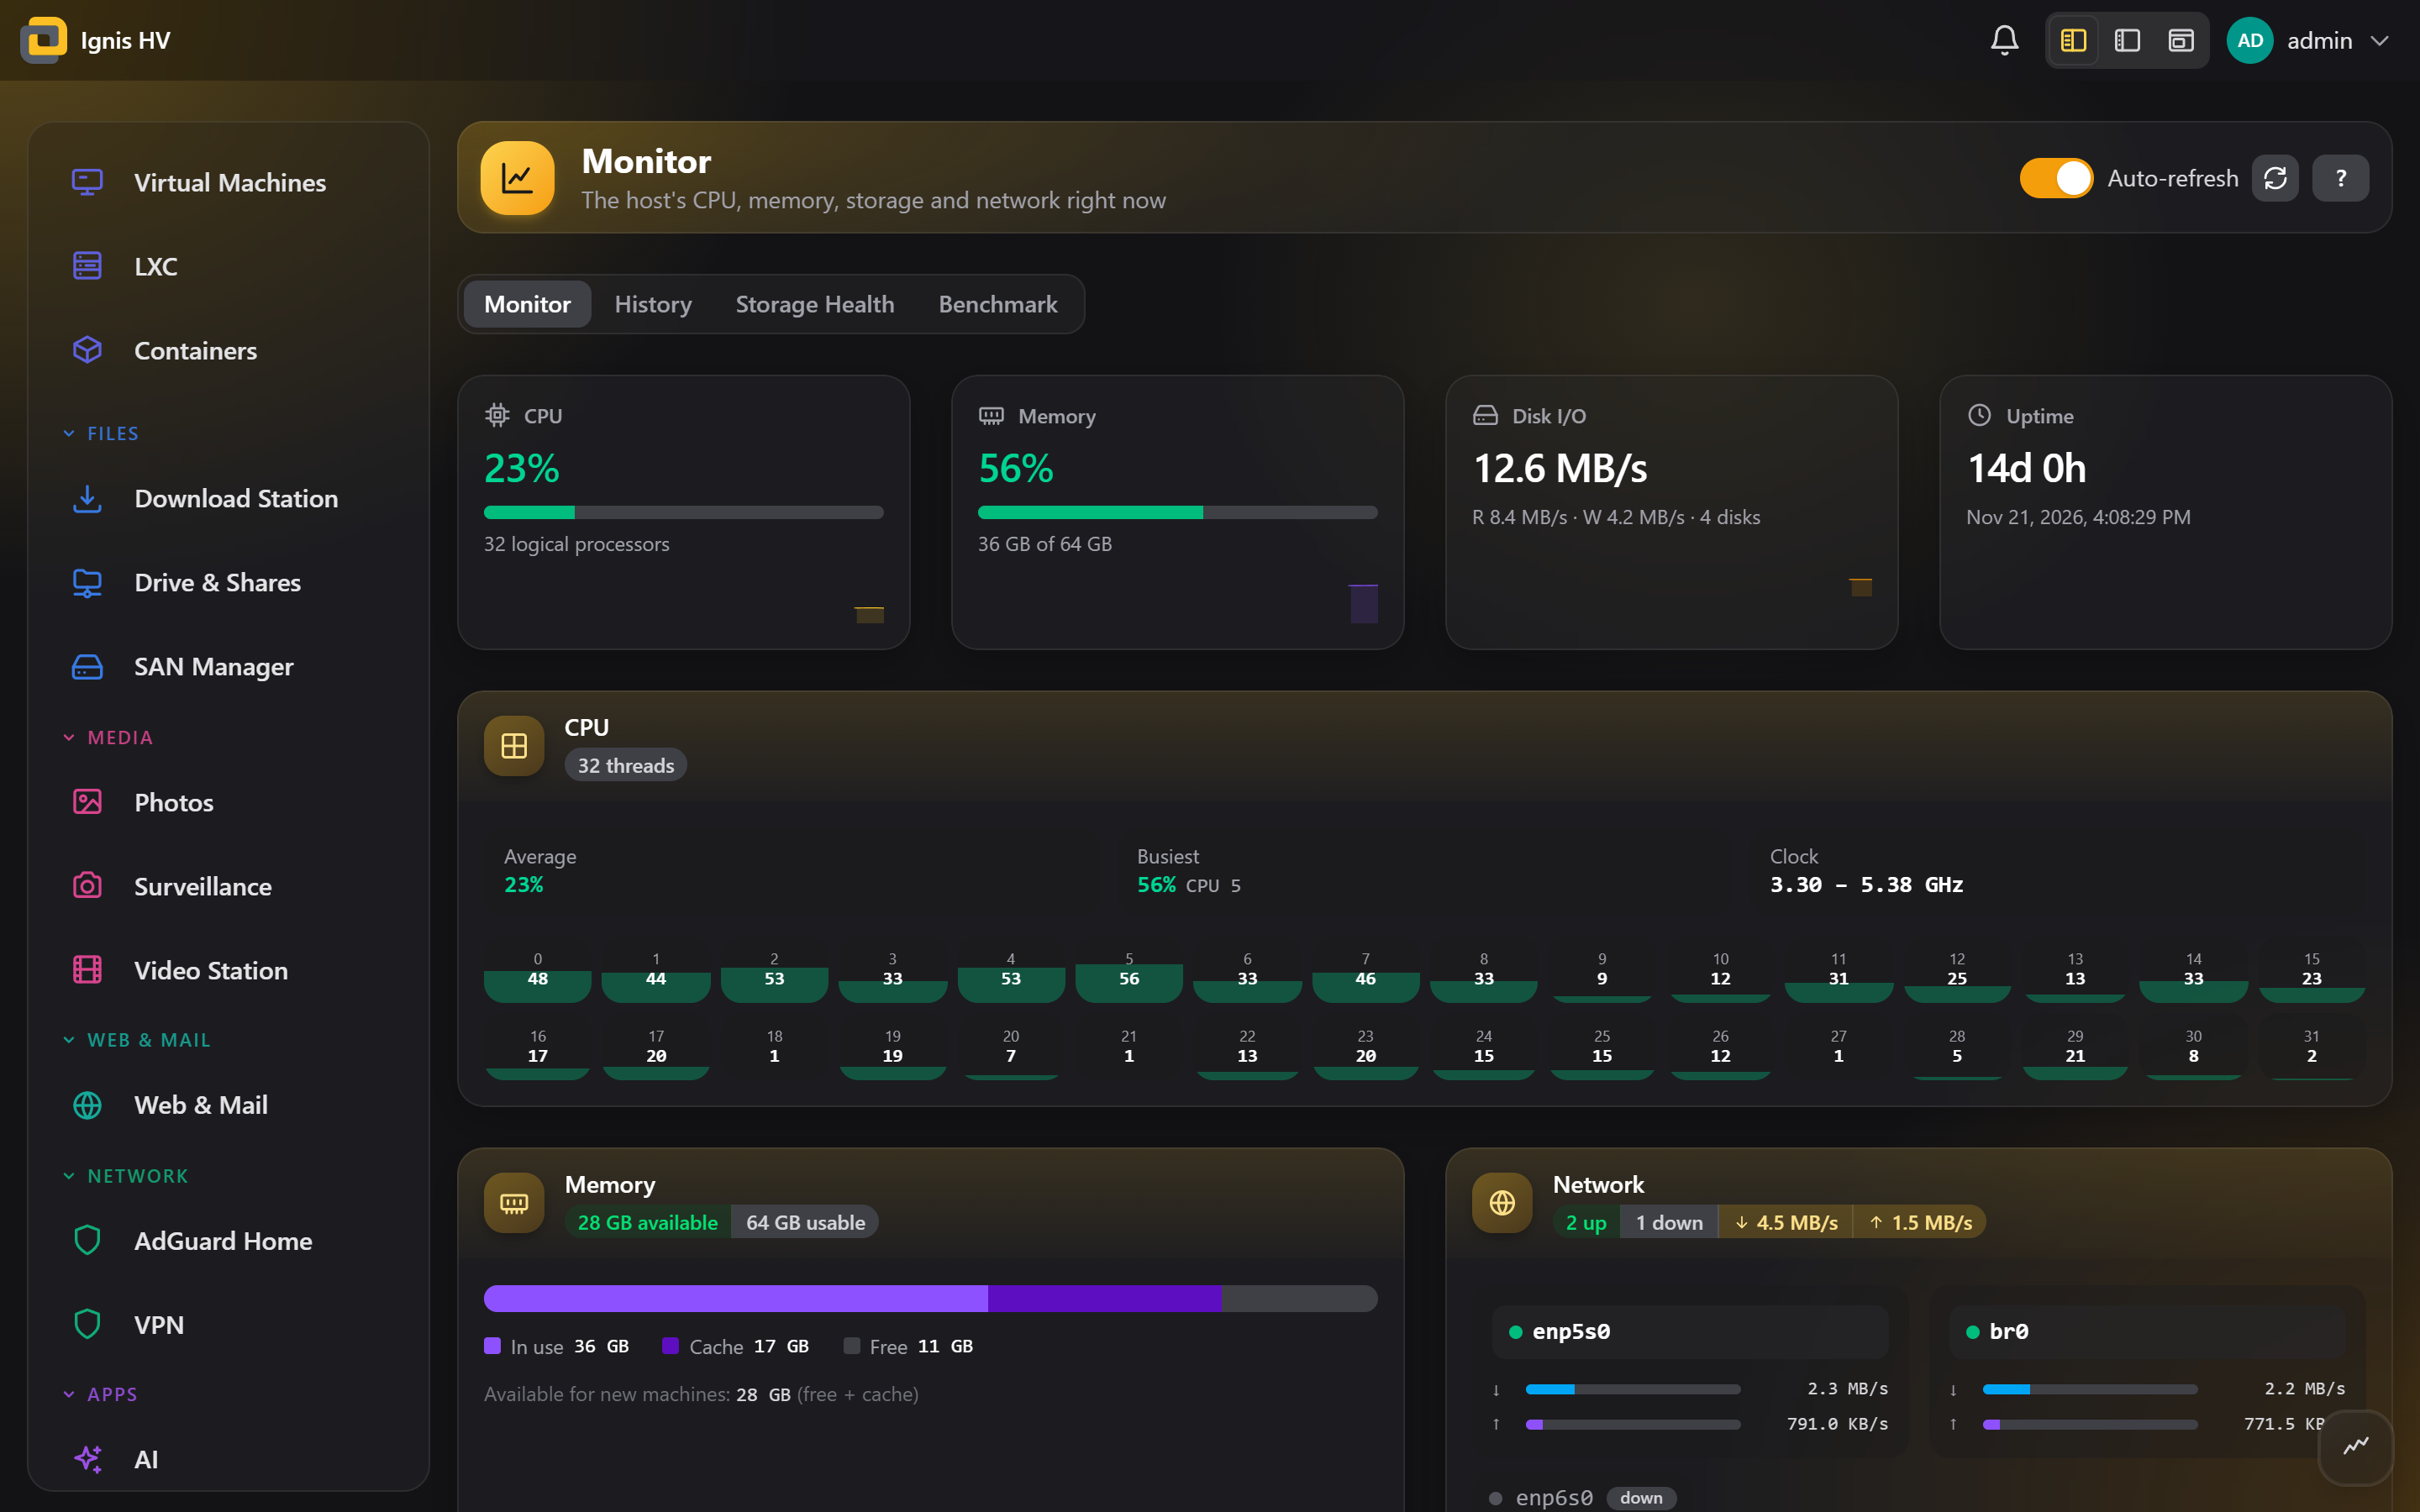 Ignis HV
AD admin
Virtual Machines
LXC
Containers
FILES
Download Station
Drive & Shares
SAN Manager
MEDIA
Photos
Surveillance
Video Station
WEB & MAIL
Web & Mail
NETWORK
AdGuard Home
VPN
APPS
AI
Monitor
The host's CPU, memory, storage and network right now
Auto-refresh ?
Monitor History Storage Health Benchmark
CPU
23%
32 logical processors
Memory
56%
36 GB of 64 GB
Disk I/O
12.6 MB/s
R 8.4 MB/s · W 4.2 MB/s · 4 disks
Uptime
14d 0h
Nov 21, 2026, 4:08:29 PM
CPU
32 threads
Average
23%
Busiest
56% CPU 5
Clock
3.30 – 5.38 GHz
0 1 2 3 4 5 6 7 8 9 10 11 12 13 14 15
48 44 53 33 53 56 33 46 33 9 12 31 25 13 33 23
16 17 18 19 20 21 22 23 24 25 26 27 28 29 30 31
17 20 1 19 7 1 13 20 15 15 12 1 5 21 8 2
Memory
28 GB available 64 GB usable
In use 36 GB Cache 17 GB Free 11 GB
Available for new machines: 28 GB (free + cache)
Network
2 up 1 down ↓ 4.5 MB/s ↑ 1.5 MB/s
enp5s0
↓ 2.3 MB/s
↑ 791.0 KB/s
br0
↓ 2.2 MB/s
↑ 771.5
enp6s0 down